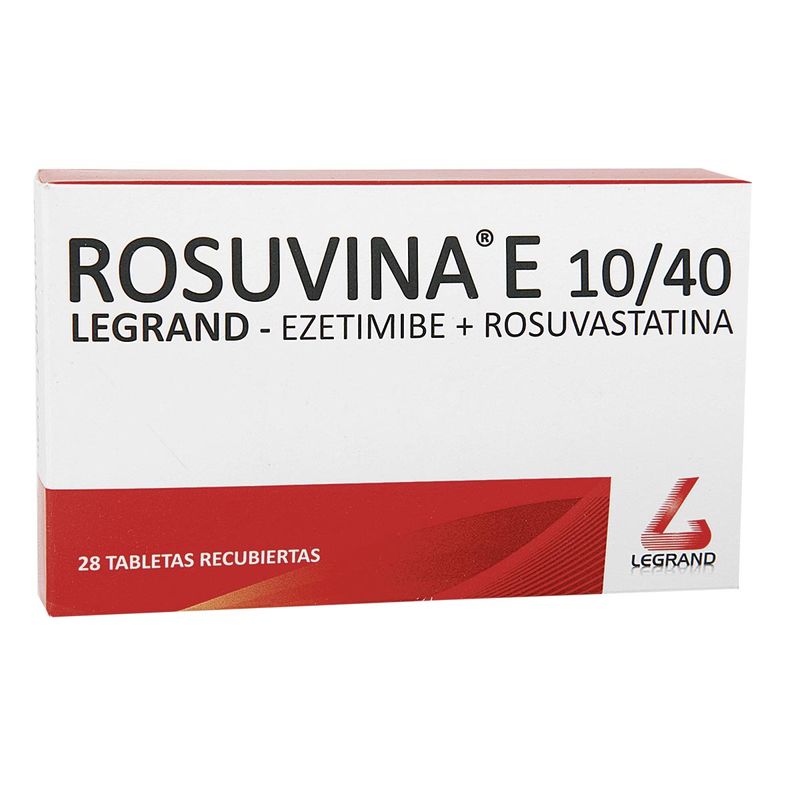 ROSUVINA® E 10/40
LEGRAND - EZETIMIBE + ROSUVASTATINA
28 TABLETAS RECUBIERTAS
LEGRAND